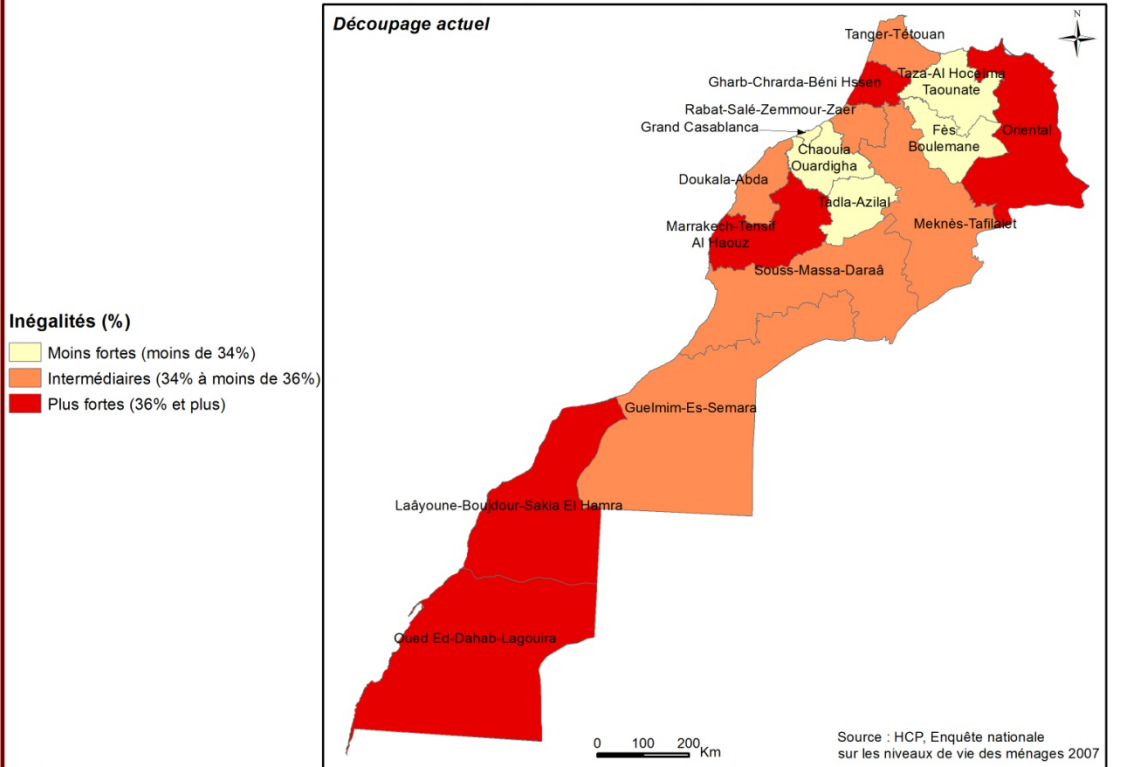 Découpage actuel
N
Tanger-Tétouan
Taza-Al Hoceima
Taounate
Gharb-Chrarda-Béni Hssen
Rabat-Salé-Zemmour-Zaer
Grand Casablanca
Fès
Boulemane
Oriental
Chaouia
Ouardigha
Doukala-Abda
Tadla-Azilal
Marrakech-Tensif
Al Haouz
Meknès-Tafilalet
Souss-Massa-Daraâ
Inégalités (%)
Moins fortes (moins de 34%)
Intermédiaires (34% à moins de 36%)
Plus fortes (36% et plus)
Guelmim-Es-Semara
Laâyoune-Boujdour-Sakia El Hamra
Oued Ed-Dahab-Lagouira
0 100 200 Km
Source : HCP, Enquête nationale
sur les niveaux de vie des ménages 2007